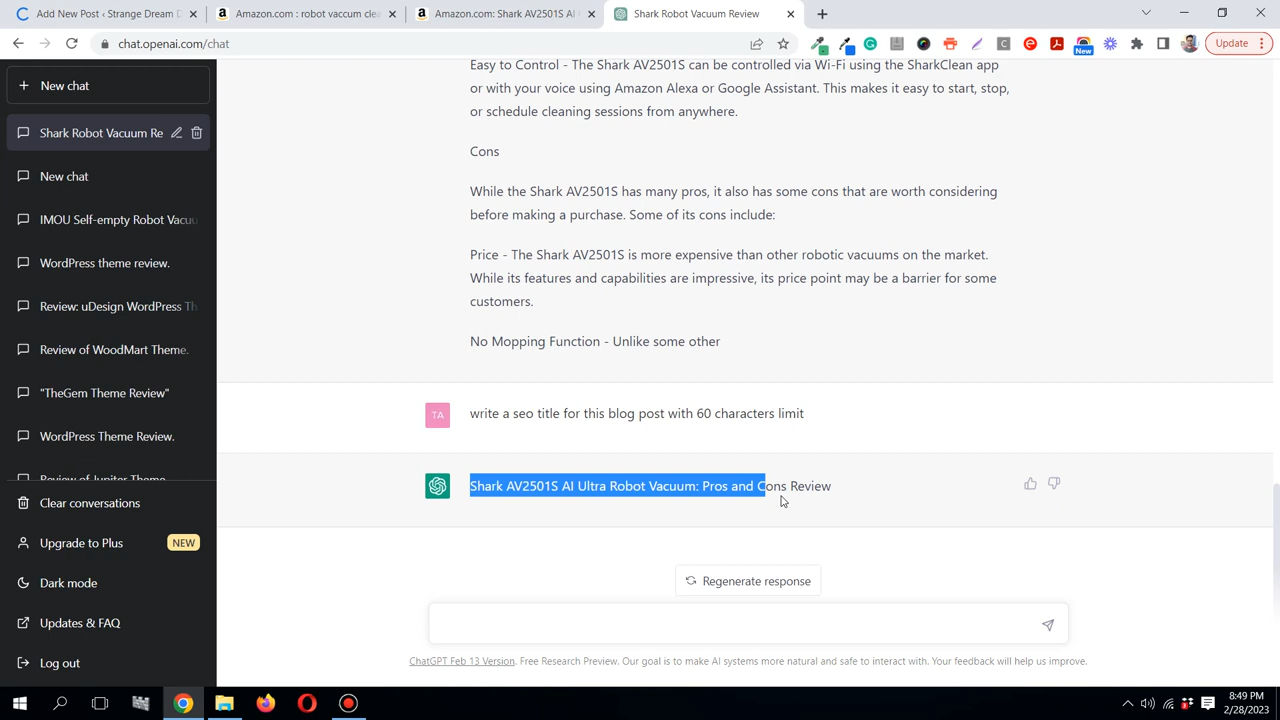 Add New Post ‹ Strange Dream D
Amazon.com : robot vaccum clea
Amazon.com: Shark AV2501S AI U
Shark Robot Vacuum Review
chat.openai.com/chat
New
Update
New chat
Shark Robot Vacuum Re
New chat
IMOU Self-empty Robot Vacuu
WordPress theme review.
Review: uDesign WordPress Th
Review of WoodMart Theme.
"TheGem Theme Review"
WordPress Theme Review.
Review of Jupiter Theme
Clear conversations
Upgrade to Plus
NEW
Dark mode
Updates & FAQ
Log out
Easy to Control - The Shark AV2501S can be controlled via Wi-Fi using the SharkClean app
or with your voice using Amazon Alexa or Google Assistant. This makes it easy to start, stop,
or schedule cleaning sessions from anywhere.
Cons
While the Shark AV2501S has many pros, it also has some cons that are worth considering
before making a purchase. Some of its cons include:
Price - The Shark AV2501S is more expensive than other robotic vacuums on the market.
While its features and capabilities are impressive, its price point may be a barrier for some
customers.
No Mopping Function - Unlike some other
TA
write a seo title for this blog post with 60 characters limit
Shark AV2501S AI Ultra Robot Vacuum: Pros and Cons Review
Regenerate response
ChatGPT Feb 13 Version. Free Research Preview. Our goal is to make AI systems more natural and safe to interact with. Your feedback will help us improve.
8:49 PM
2/28/2023